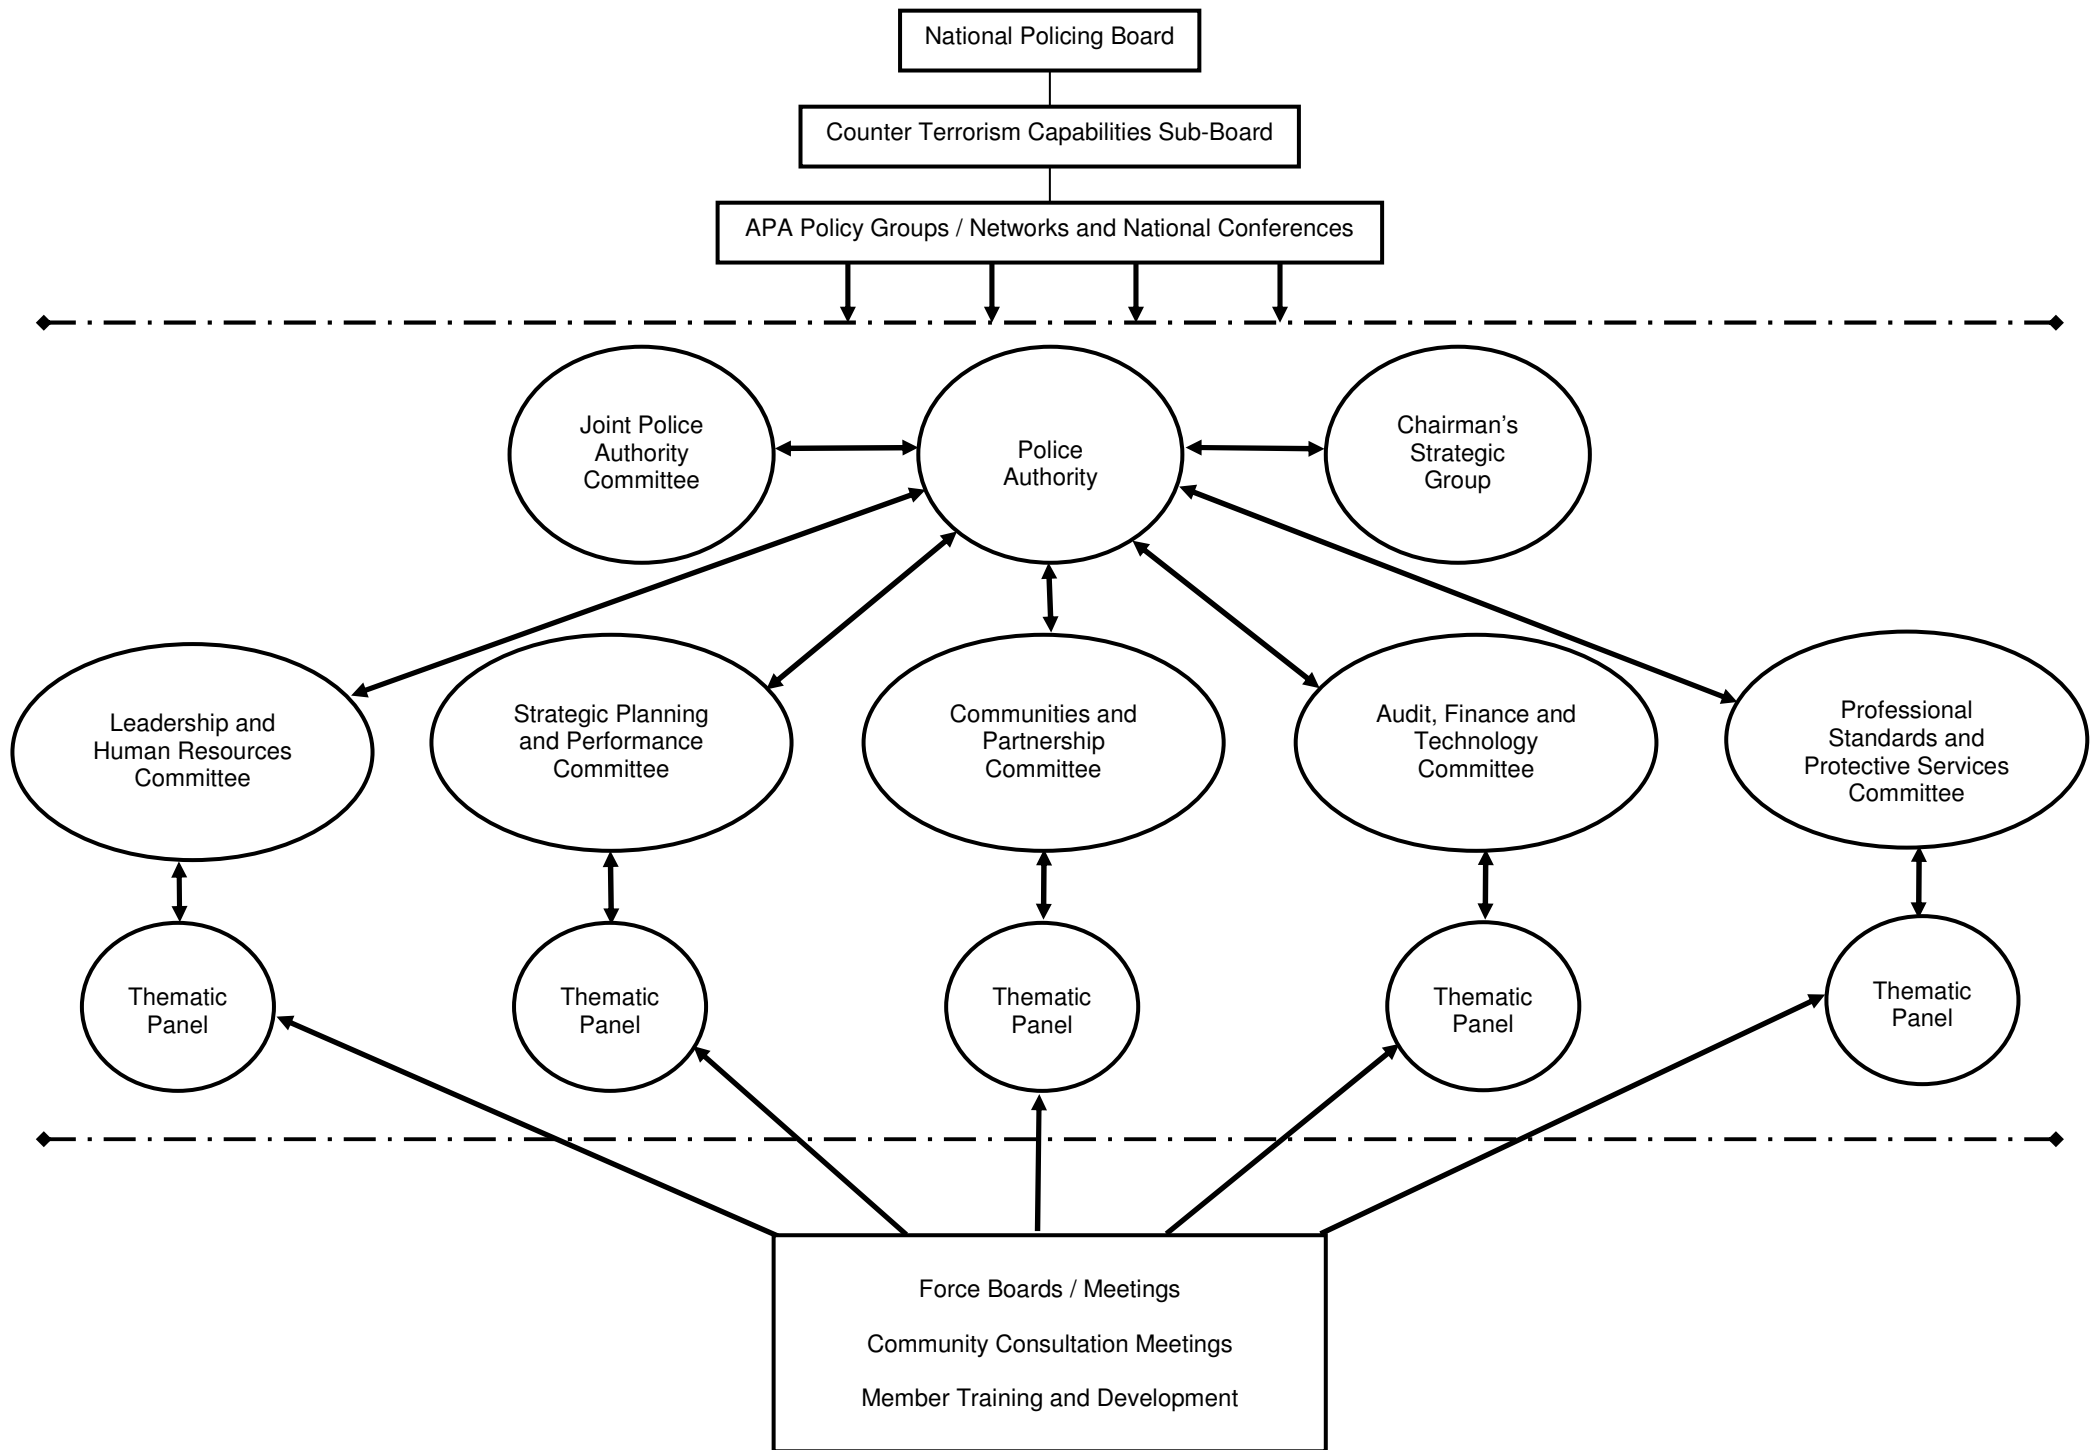 National Policing Board
Counter Terrorism Capabilities Sub-Board
APA Policy Groups / Networks and National Conferences
Joint Police
Authority
Committee
Police
Authority
Chairman’s
Strategic
Group
Leadership and
Human Resources
Committee
Strategic Planning
and Performance
Committee
Communities and
Partnership
Committee
Audit, Finance and
Technology
Committee
Professional
Standards and
Protective Services
Committee
Thematic
Panel
Thematic
Panel
Thematic
Panel
Thematic
Panel
Thematic
Panel
Force Boards / Meetings
Community Consultation Meetings
Member Training and Development